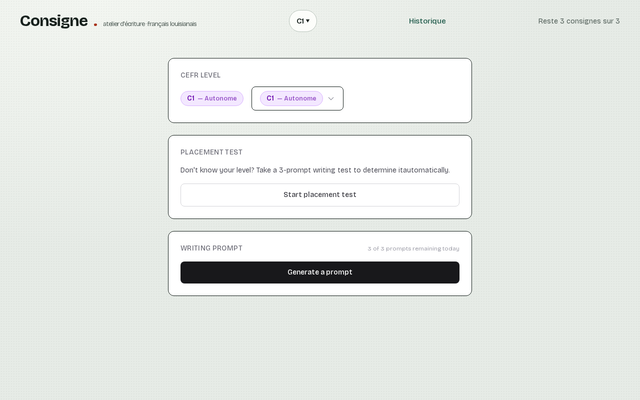 Consigne . atelier d'écriture français louisianais
C1 ▾
Historique
Reste 3 consignes sur 3
CEFR LEVEL
C1 — Autonome
C1 — Autonome
PLACEMENT TEST
Don't know your level? Take a 3-prompt writing test to determine it automatically.
Start placement test
WRITING PROMPT
3 of 3 prompts remaining today
Generate a prompt